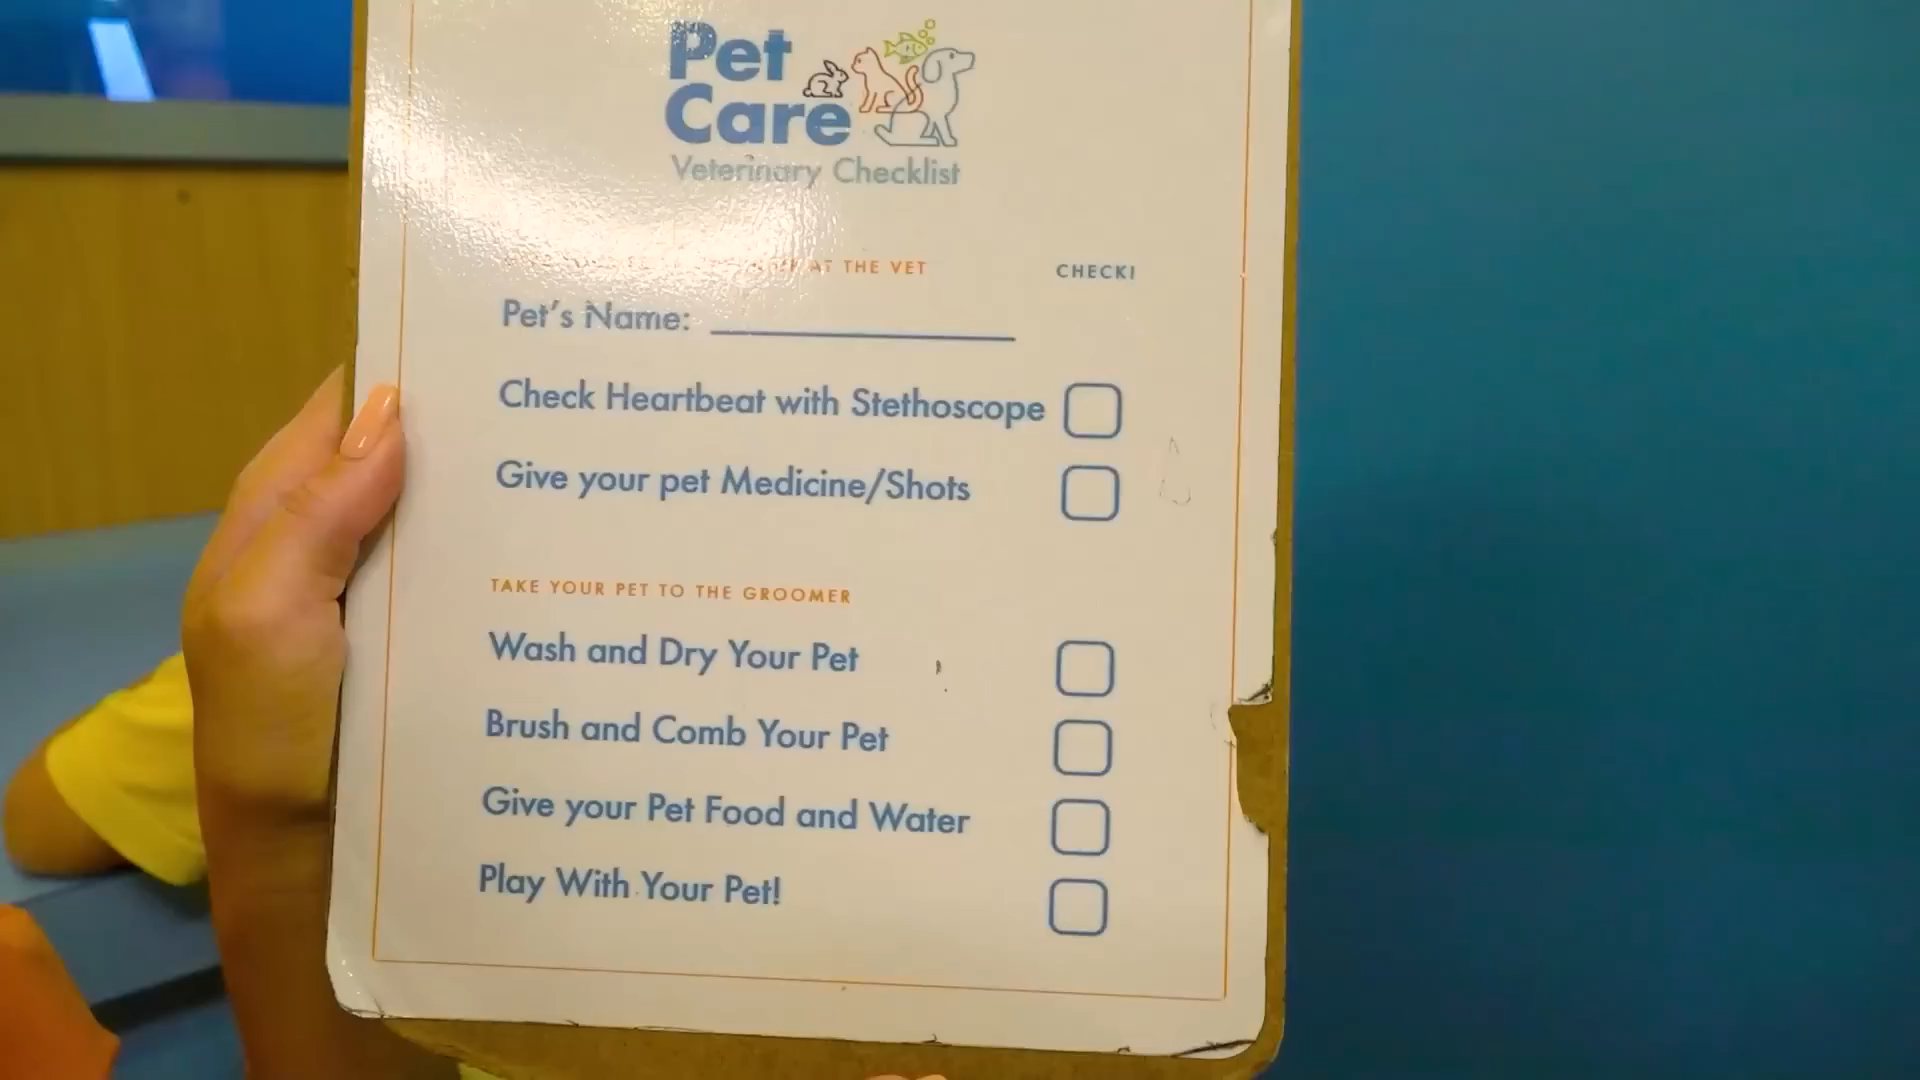 Pet
Care
Veterinary Checklist
AT THE VET
CHECK!
Pet's Name:
Check Heartbeat with Stethoscope
Give your pet Medicine/Shots
TAKE YOUR PET TO THE GROOMER
Wash and Dry Your Pet
Brush and Comb Your Pet
Give your Pet Food and Water
Play With Your Pet!